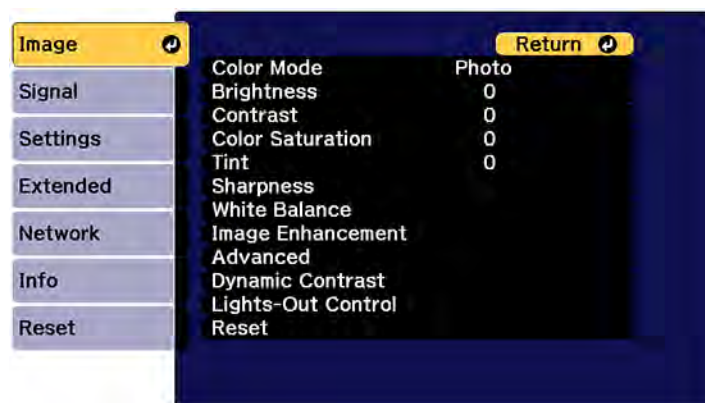 Image
Signal
Settings
Extended
Network
Info
Reset
Return
Color Mode Photo
Brightness 0
Contrast 0
Color Saturation 0
Tint 0
Sharpness
White Balance
Image Enhancement
Advanced
Dynamic Contrast
Lights-Out Control
Reset